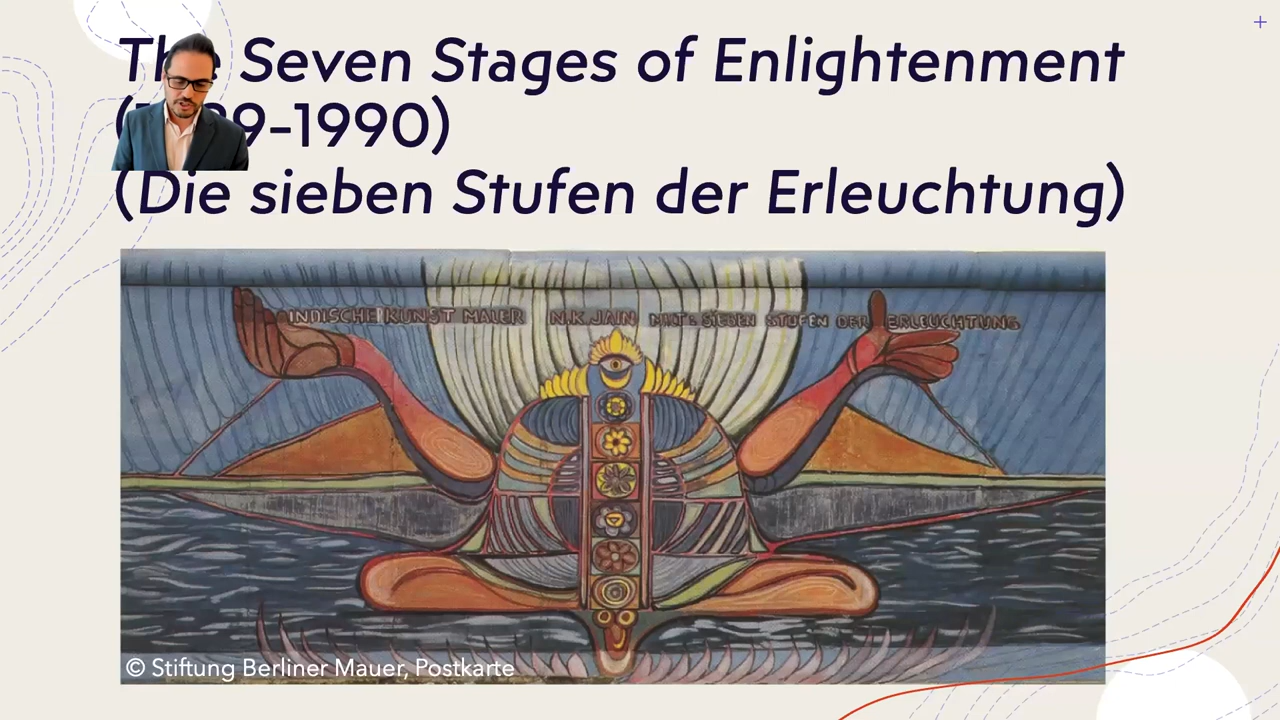 The Seven Stages of Enlightenment
9-1990)
(Die sieben Stufen der Erleuchtung)
INDISCHE KUNST MALER N.K. JAIN MIT: SIEBEN STUFEN DER ERLEUCHTUNG
© Stiftung Berliner Mauer, Postkarte